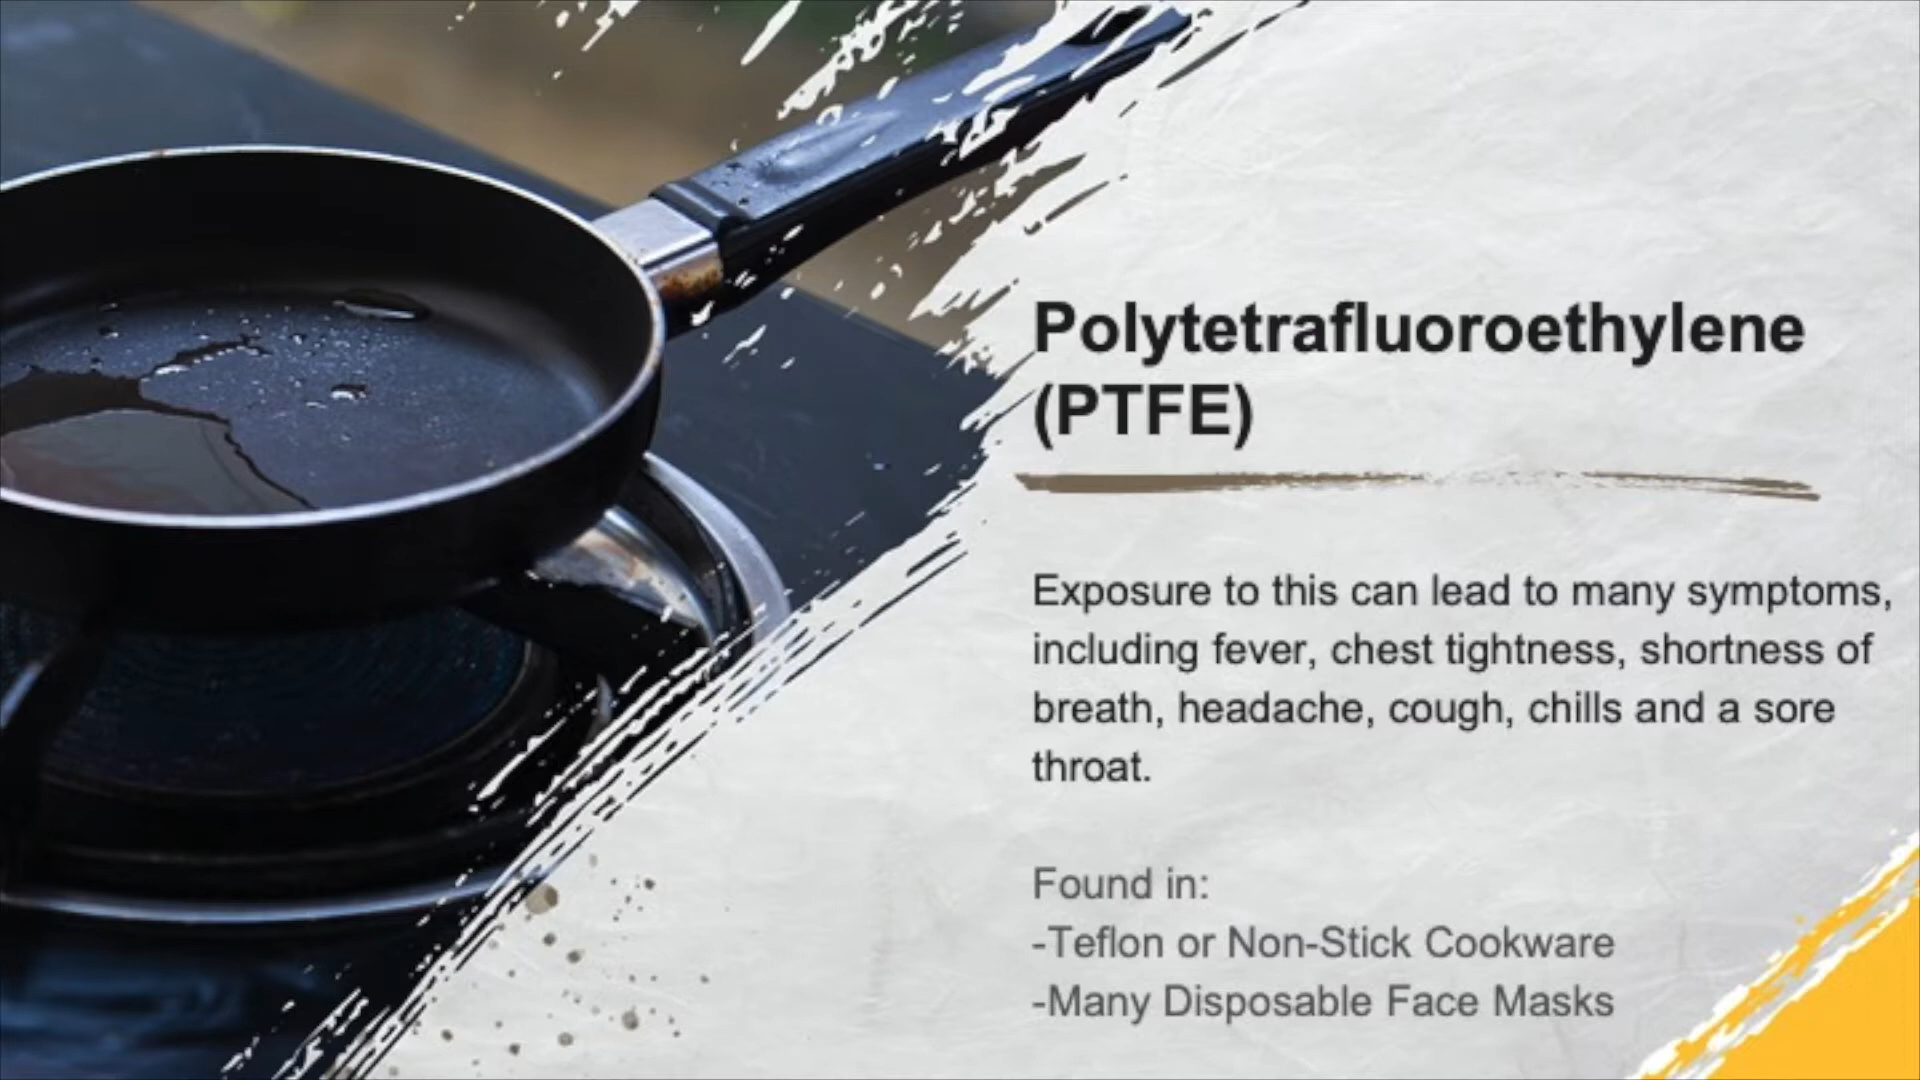 Polytetrafluoroethylene
(PTFE)
Exposure to this can lead to many symptoms,
including fever, chest tightness, shortness of
breath, headache, cough, chills and a sore
throat.
Found in:
-Teflon or Non-Stick Cookware
-Many Disposable Face Masks